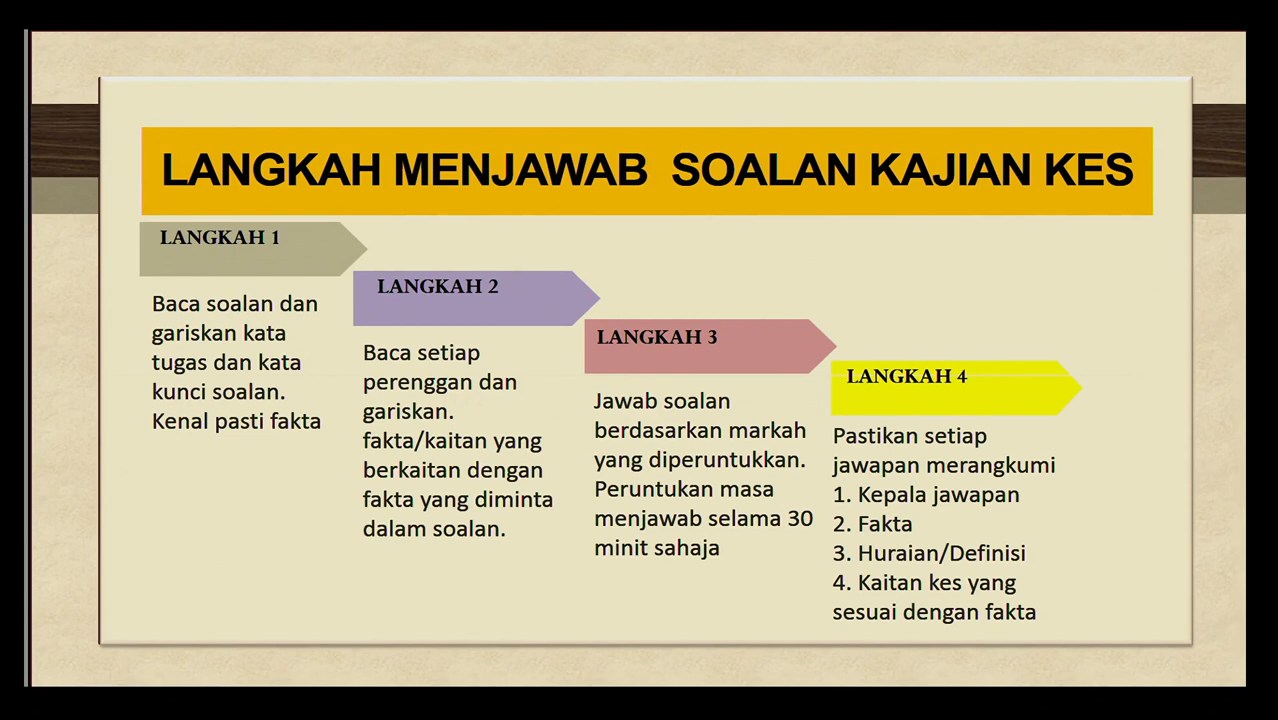 LANGKAH MENJAWAB SOALAN KAJIAN KES
LANGKAH 1
Baca soalan dan
gariskan kata
tugas dan kata
kunci soalan.
Kenal pasti fakta
LANGKAH 2
Baca setiap
perenggan dan
gariskan.
fakta/kaitan yang
berkaitan dengan
fakta yang diminta
dalam soalan.
LANGKAH 3
Jawab soalan
berdasarkan markah
yang diperuntukkan.
Peruntukan masa
menjawab selama 30
minit sahaja
LANGKAH 4
Pastikan setiap
jawapan merangkumi
1. Kepala jawapan
2. Fakta
3. Huraian/Definisi
4. Kaitan kes yang
sesuai dengan fakta